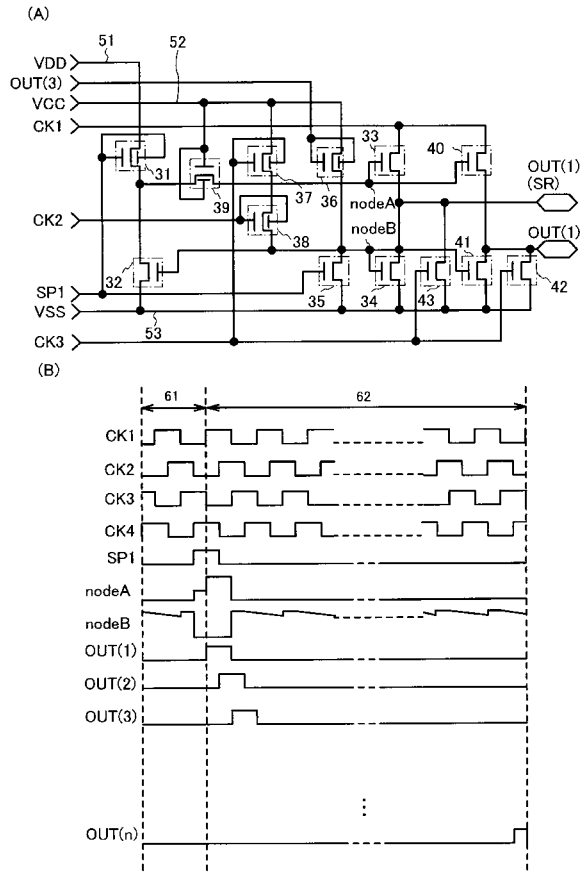 (A)
51
52
VDD
OUT(3)
VCC
CK1
33
40
31
39
37
36
nodeA
OUT(1)
(SR)
CK2
38
nodeB
OUT(1)
32
41
SP1
35
34
43
42
VSS
53
CK3
(B)
61
62
CK1
CK2
CK3
CK4
SP1
nodeA
nodeB
OUT(1)
OUT(2)
OUT(3)
OUT(n)